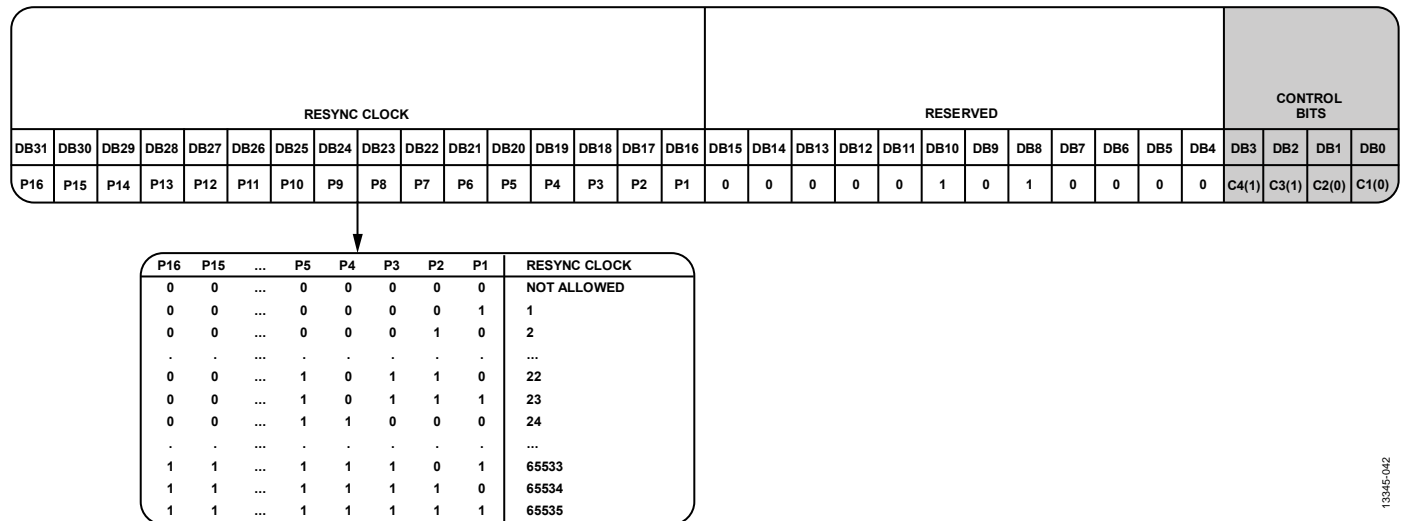 RESYNC CLOCK RESERVED CONTROL
BITS
DB31 DB30 DB29 DB28 DB27 DB26 DB25 DB24 DB23 DB22 DB21 DB20 DB19 DB18 DB17 DB16 DB15 DB14 DB13 DB12 DB11 DB10 DB9 DB8 DB7 DB6 DB5 DB4 DB3 DB2 DB1 DB0
P16 P15 P14 P13 P12 P11 P10 P9 P8 P7 P6 P5 P4 P3 P2 P1 0 0 0 0 0 1 0 1 0 0 0 0 C4(1) C3(1) C2(0) C1(0)
P16 P15 ... P5 P4 P3 P2 P1 RESYNC CLOCK
0 0 ... 0 0 0 0 0 NOT ALLOWED
0 0 ... 0 0 0 0 1 1
0 0 ... 0 0 0 1 0 2
. . ... . . . . . ...
0 0 ... 1 0 1 1 0 22
0 0 ... 1 0 1 1 1 23
0 0 ... 1 1 0 0 0 24
. . ... . . . . . ...
1 1 ... 1 1 1 0 1 65533
1 1 ... 1 1 1 1 0 65534
1 1 ... 1 1 1 1 1 65535
13345-042